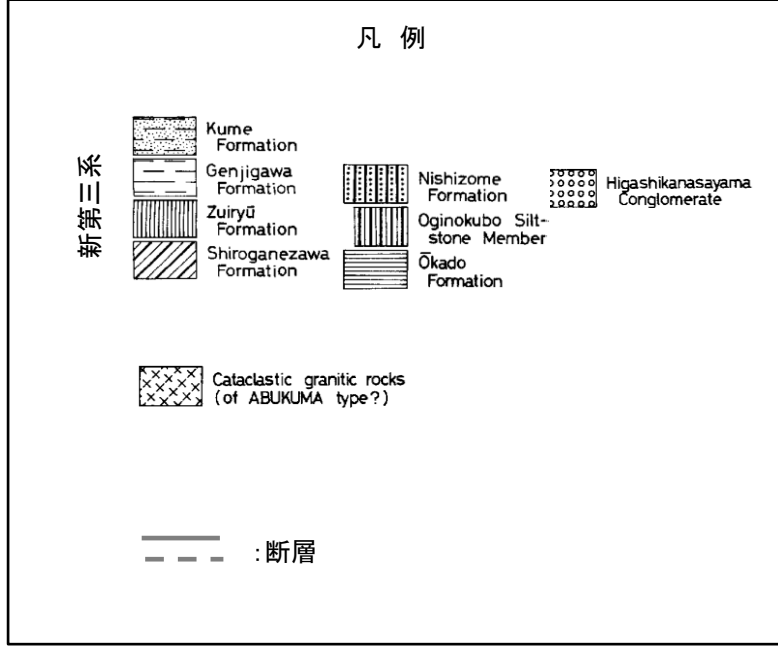 凡 例
新第三系
Kume
Formation
Genjigawa
Formation
Zuiryū
Formation
Shiroganezawa
Formation
Nishizome
Formation
Oginokubo Silt-
stone Member
Ōkado
Formation
Higashikanasayama
Conglomerate
Cataclastic granitic rocks
(of ABUKUMA type?)
:断層